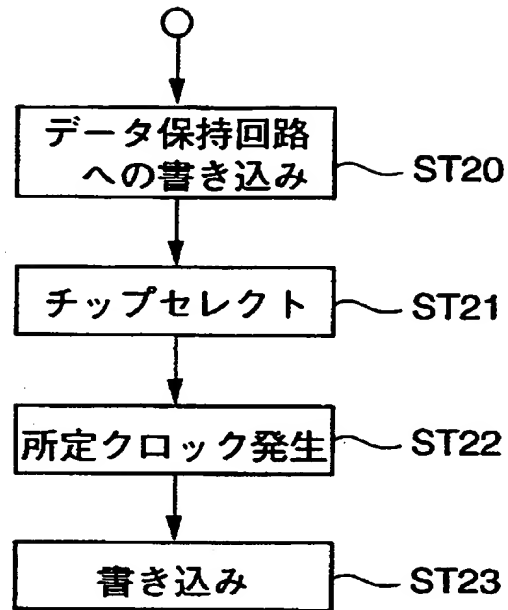 データ保持回路
への書き込み
ST20
チップセレクト
ST21
所定クロック発生
ST22
書き込み
ST23